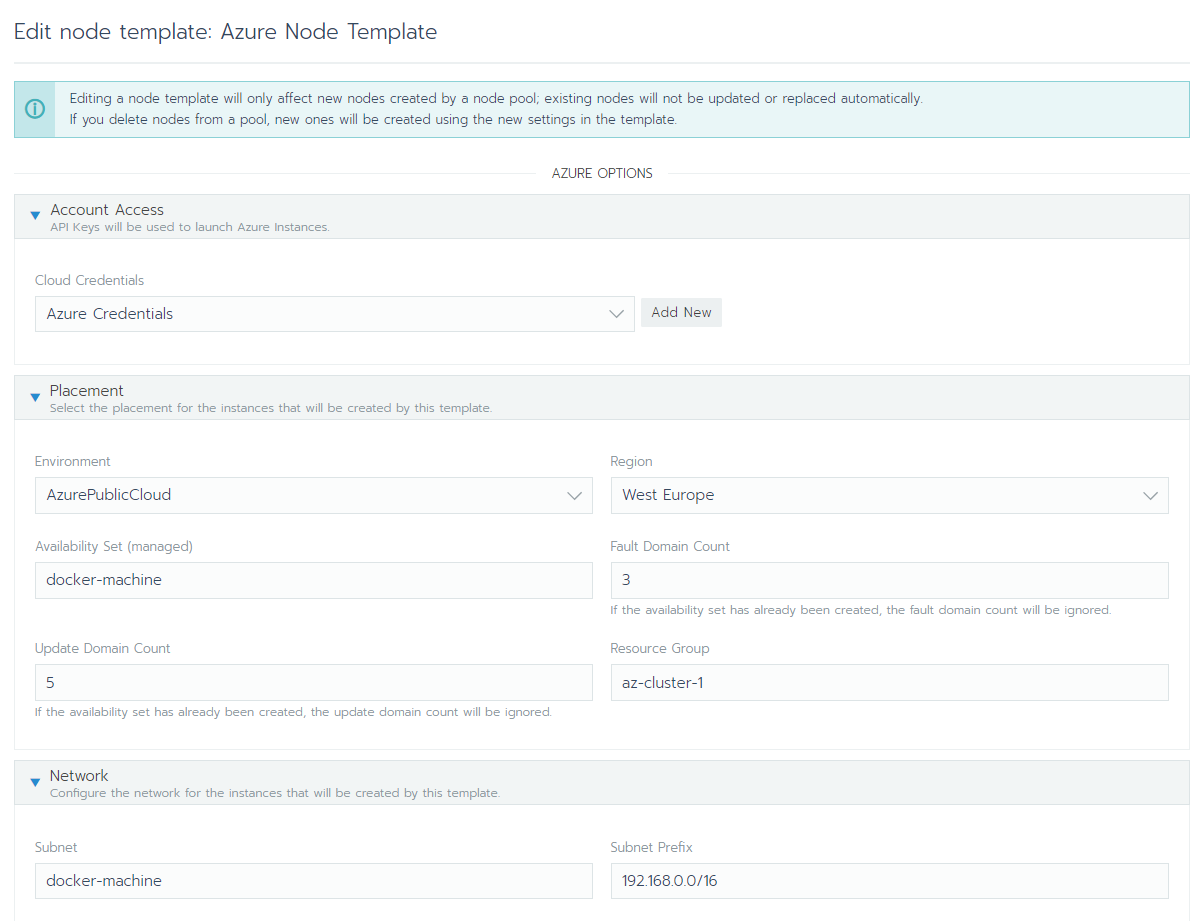 Edit node template: Azure Node Template
Editing a node template will only affect new nodes created by a node pool; existing nodes will not be updated or replaced automatically.
If you delete nodes from a pool, new ones will be created using the new settings in the template.
AZURE OPTIONS
Account Access
API Keys will be used to launch Azure Instances.
Cloud Credentials
Azure Credentials
Add New
Placement
Select the placement for the instances that will be created by this template.
Environment
Region
AzurePublicCloud
West Europe
Availability Set (managed)
Fault Domain Count
docker-machine
3
If the availability set has already been created, the fault domain count will be ignored.
Update Domain Count
Resource Group
5
az-cluster-1
If the availability set has already been created, the update domain count will be ignored.
Network
Configure the network for the instances that will be created by this template.
Subnet
Subnet Prefix
docker-machine
192.168.0.0/16